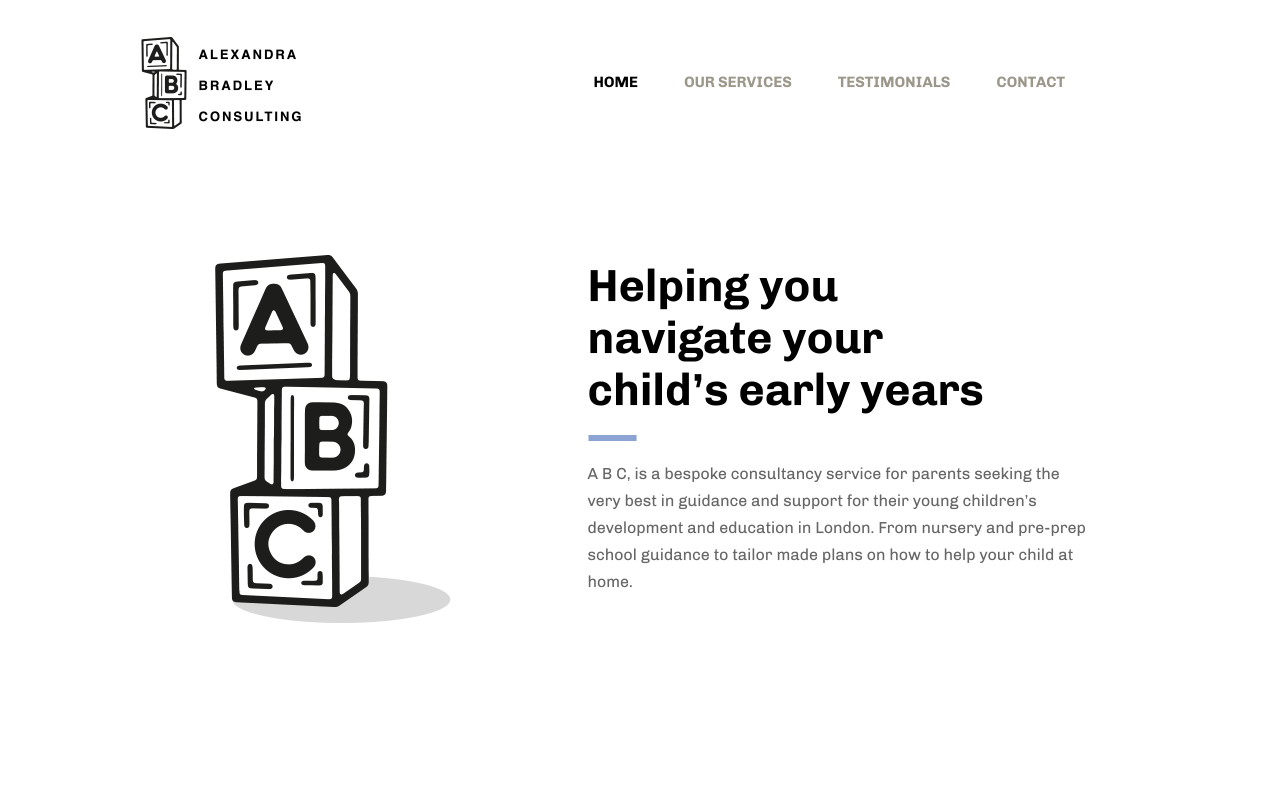 A
B
C
ALEXANDRA
BRADLEY
CONSULTING
HOME
OUR SERVICES
TESTIMONIALS
CONTACT
A
B
C
Helping you
navigate your
child’s early years
A B C, is a bespoke consultancy service for parents seeking the
very best in guidance and support for their young children's
development and education in London. From nursery and pre-prep
school guidance to tailor made plans on how to help your child at
home.